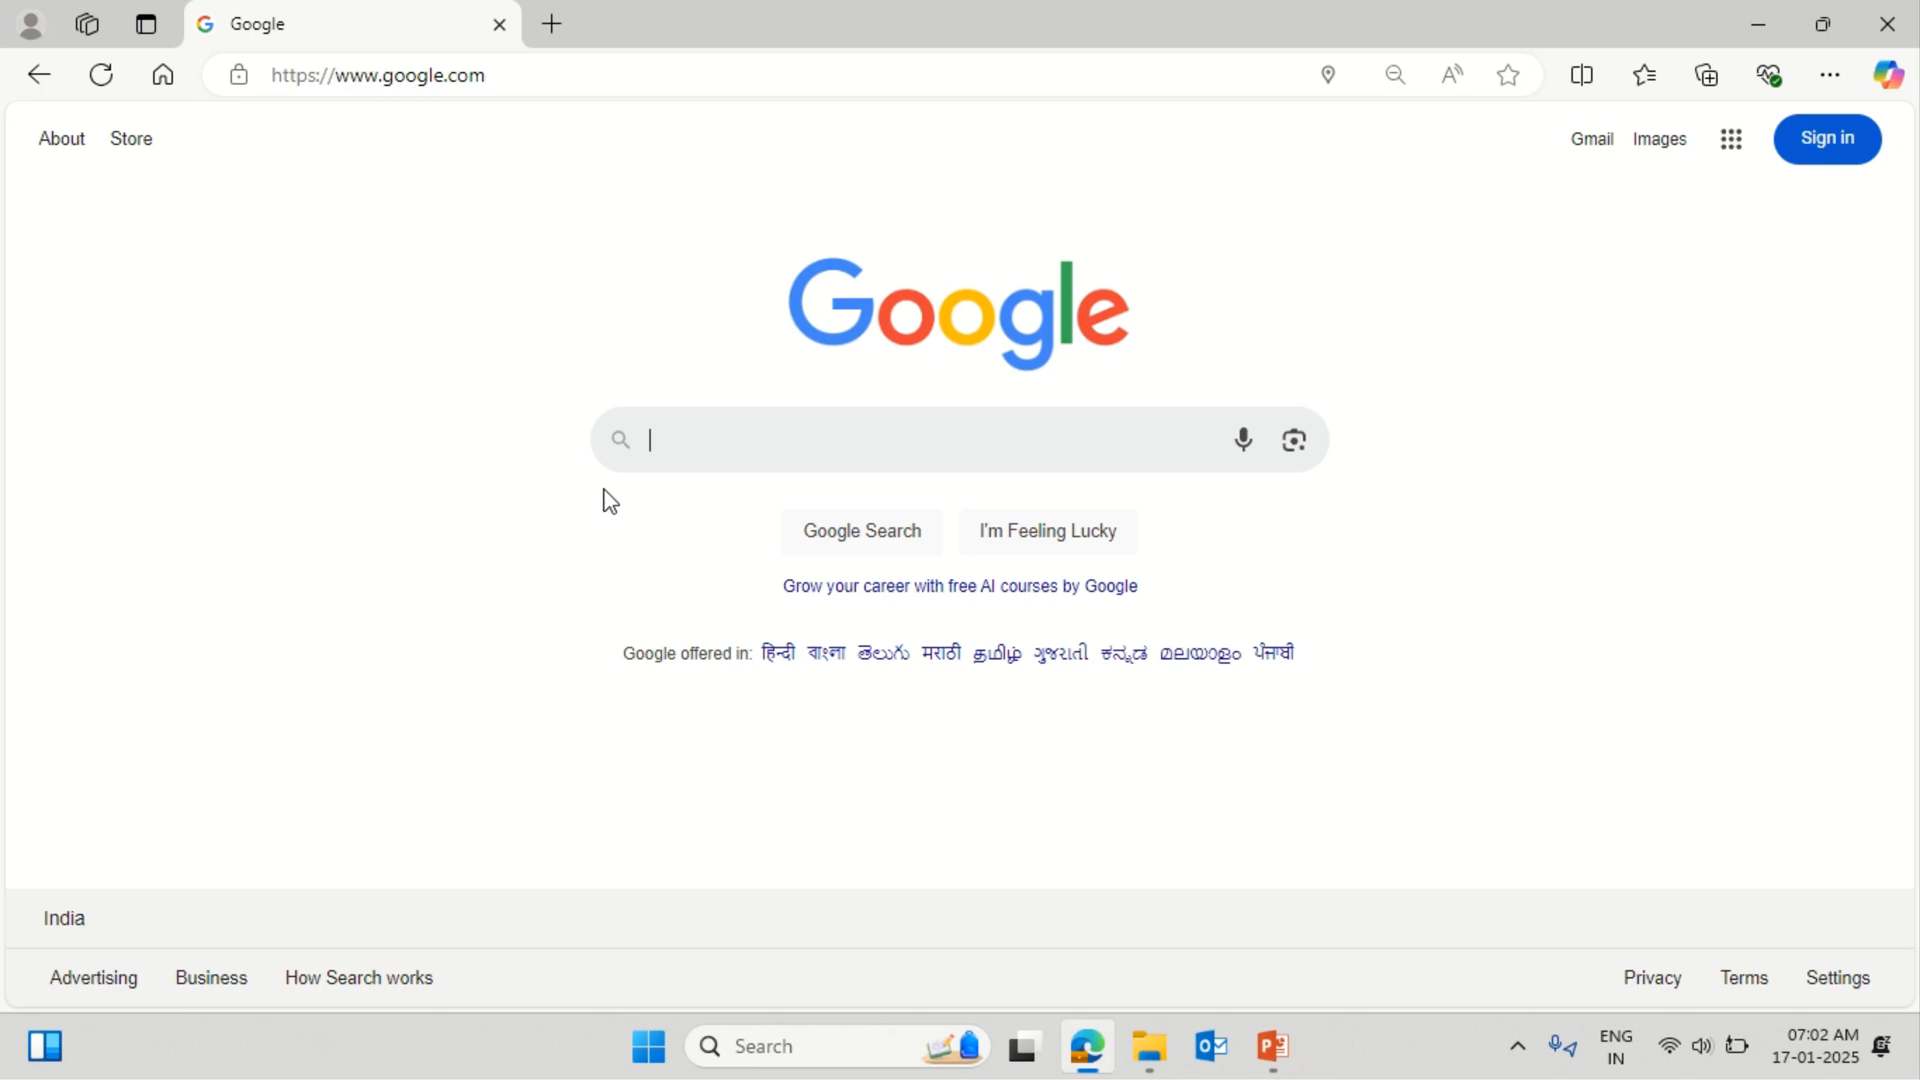 Google
https://www.google.com
About Store
Gmail Images Sign in
Google
Google Search I'm Feeling Lucky
Grow your career with free AI courses by Google
Google offered in: हिन्दी বাংলা తెలుగు मराठी தமிழ் ગુજરાતી ಕನ್ನಡ മലയാളം ਪੰਜਾਬੀ
India
Advertising Business How Search works
Privacy Terms Settings
Search
ENG
IN
07:02 AM
17-01-2025